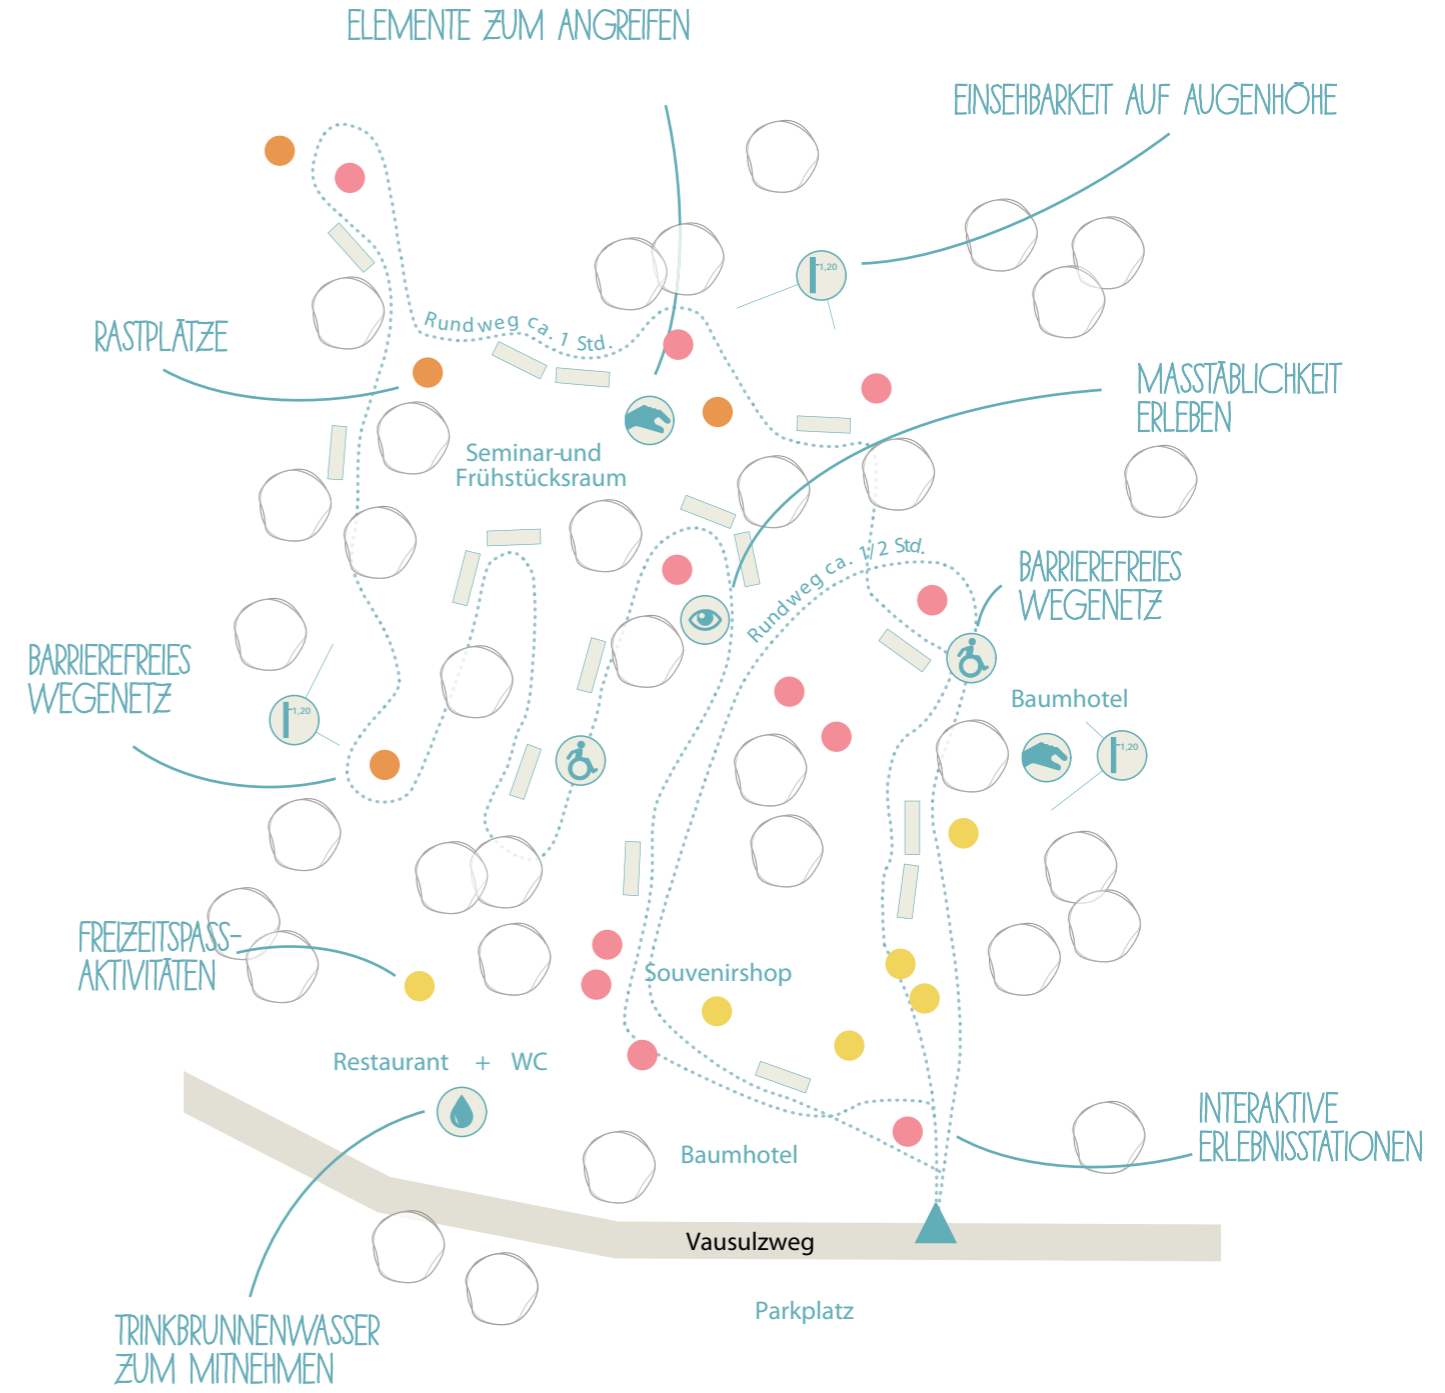 ELEMENTE ZUM ANGREIFEN
EINSEHBARKEIT AUF AUGENHÖHE
1,20
Rundweg ca. 1 Std.
RASTPLÄTZE
MASSTÄBLICHKEIT
ERLEBEN
Seminar-und
Frühstücksraum
Rundweg ca. 1/2 Std.
BARRIEREFREIES
WEGENETZ
BARRIEREFREIES
WEGENETZ
1,20
Baumhotel
1,20
FREIZEITSPASS-
AKTIVITÄTEN
Souvenirshop
Restaurant + WC
INTERAKTIVE
ERLEBNISSTATIONEN
Baumhotel
Vausulzweg
Parkplatz
TRINKBRUNNENWASSER
ZUM MITNEHMEN